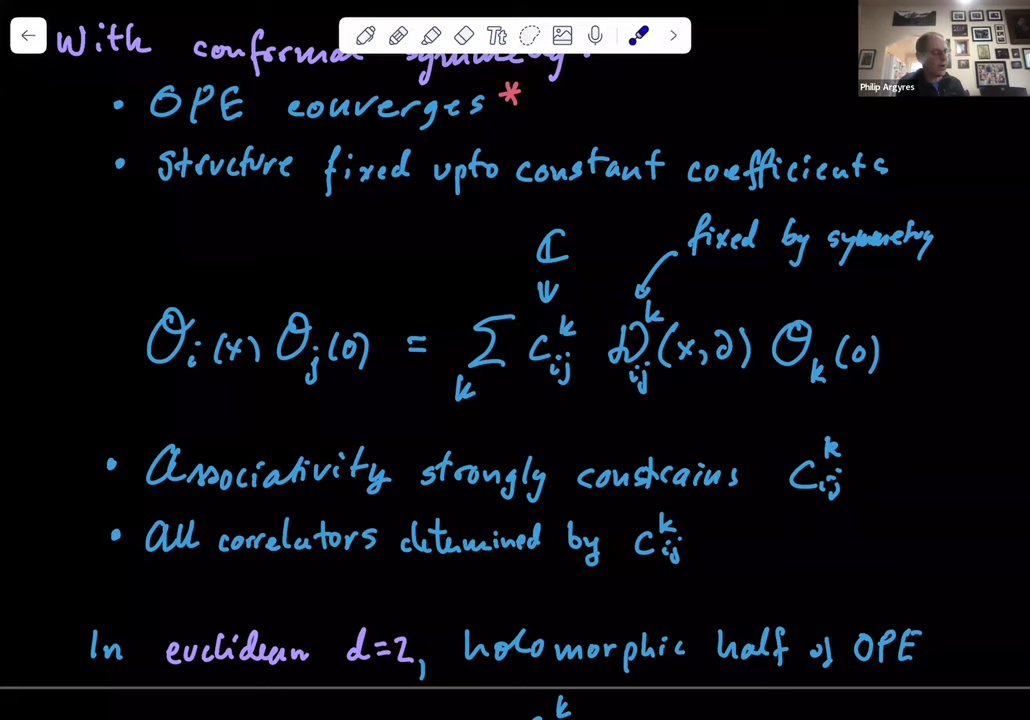 With conformal symmetry:
Philip Argyres
• OPE converges *
• structure fixed upto constant coefficients
ℂ
fixed by symmetry
𝒪ᵢ(x) 𝒪ⱼ(0) = Σₖ Cᵢⱼᵏ 𝒟ᵢⱼᵏ(x,∂) 𝒪ₖ(0)
• Associativity strongly constrains Cᵢⱼᵏ
• All correlators determined by Cᵢⱼᵏ
In euclidean d=2, holomorphic half of OPE
k